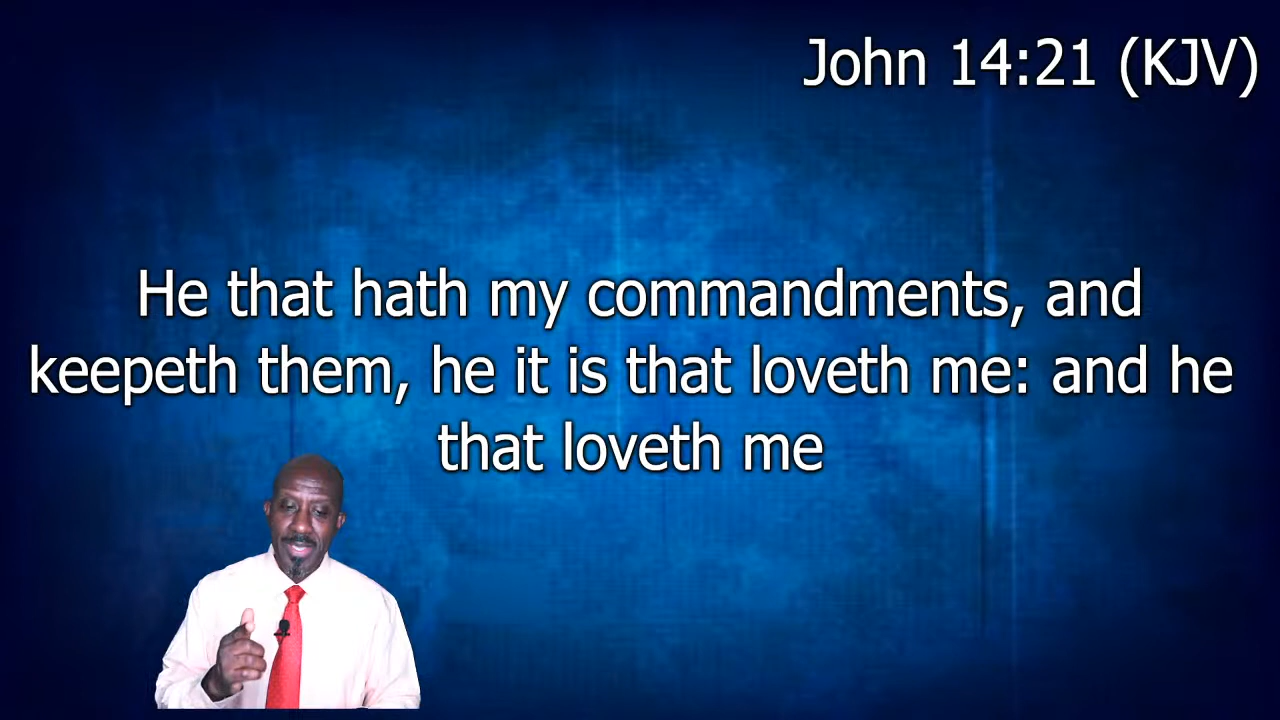 John 14:21 (KJV)
He that hath my commandments, and
keepeth them, he it is that loveth me: and he
that loveth me